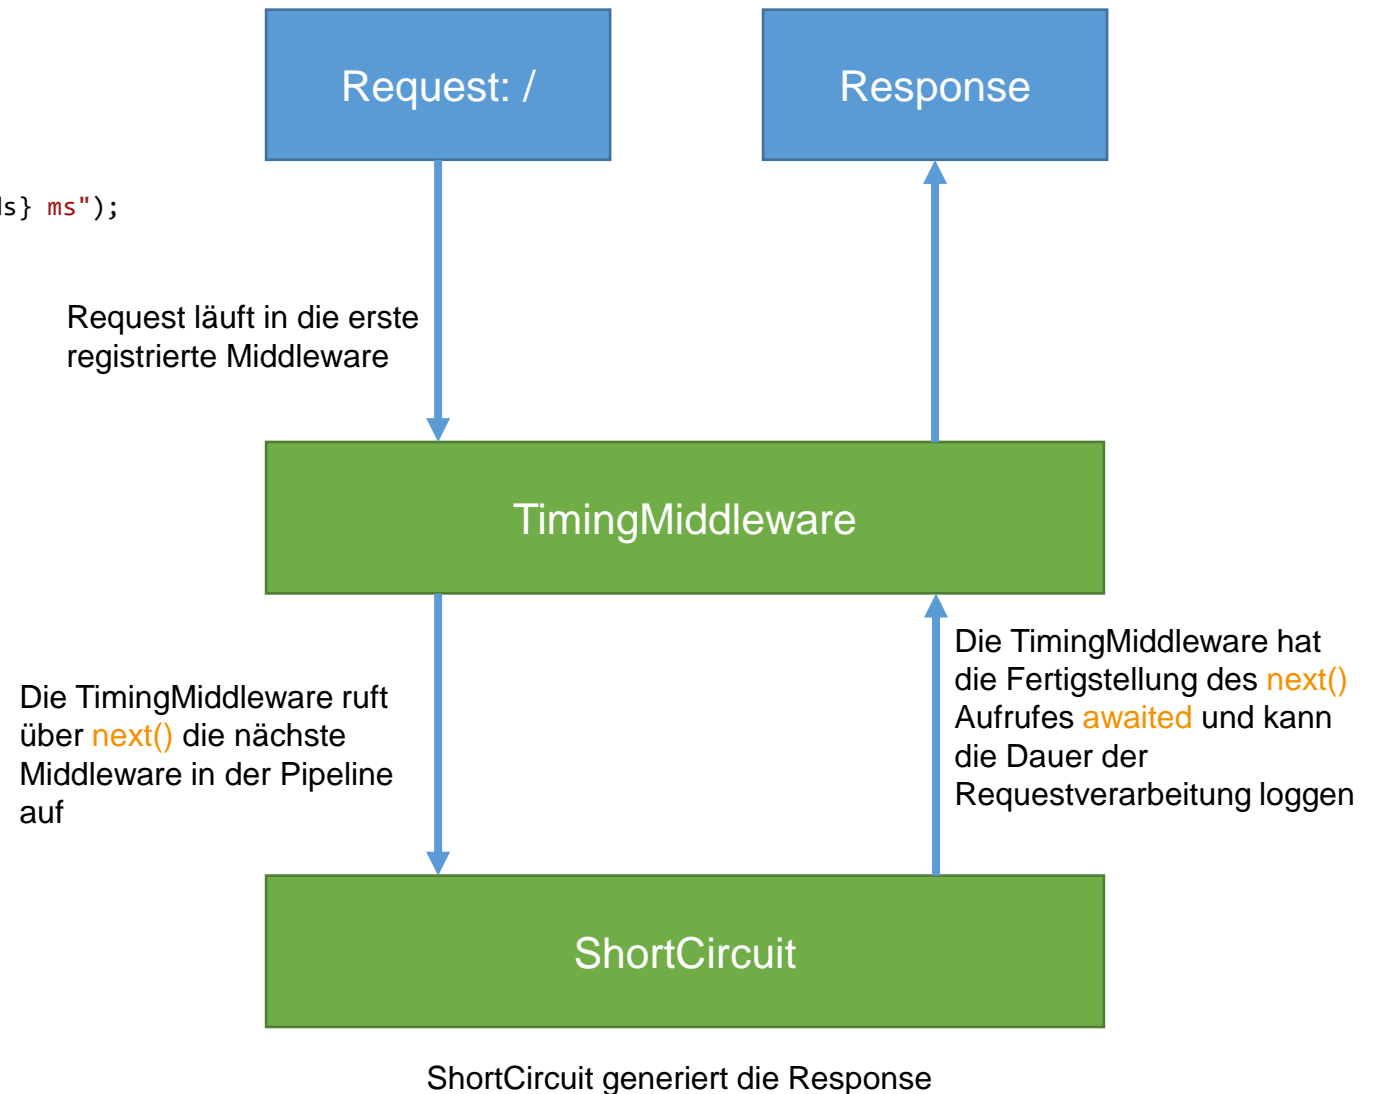 Request: /
Response
ds} ms");
Request läuft in die erste
registrierte Middleware
TimingMiddleware
Die TimingMiddleware ruft
über next() die nächste
Middleware in der Pipeline
auf
Die TimingMiddleware hat
die Fertigstellung des next()
Aufrufes awaited und kann
die Dauer der
Requestverarbeitung loggen
ShortCircuit
ShortCircuit generiert die Response